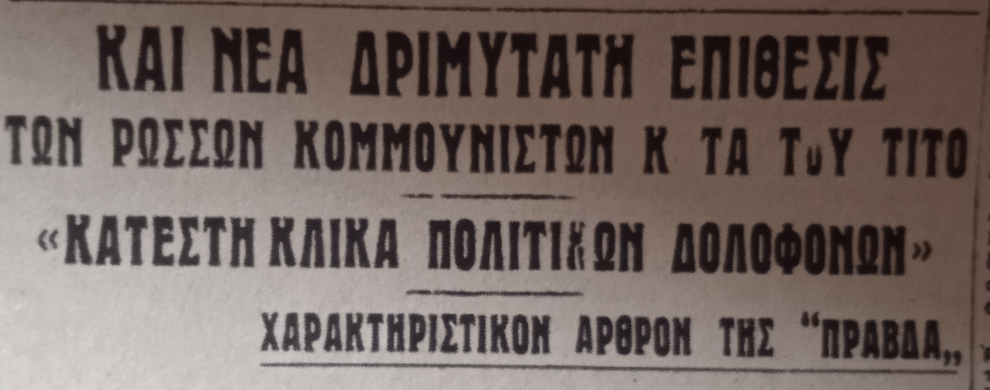 ΚΑΙ ΝΕΑ ΔΡΙΜΥΤΑΤΗ ΕΠΙΘΕΣΙΣ
ΤΩΝ ΡΩΣΣΩΝ ΚΟΜΜΟΥΝΙΣΤΩΝ Κ ΤΑ ΤοΥ ΤΙΤΟ
«ΚΑΤΕΣΤΗ ΚΛΙΚΑ ΠΟΛΙΤΙΚΩΝ ΔΟΛΟΦΟΝΩΝ»
ΧΑΡΑΚΤΗΡΙΣΤΙΚΟΝ ΑΡΘΡΟΝ ΤΗΣ “ΠΡΑΒΔΑ„